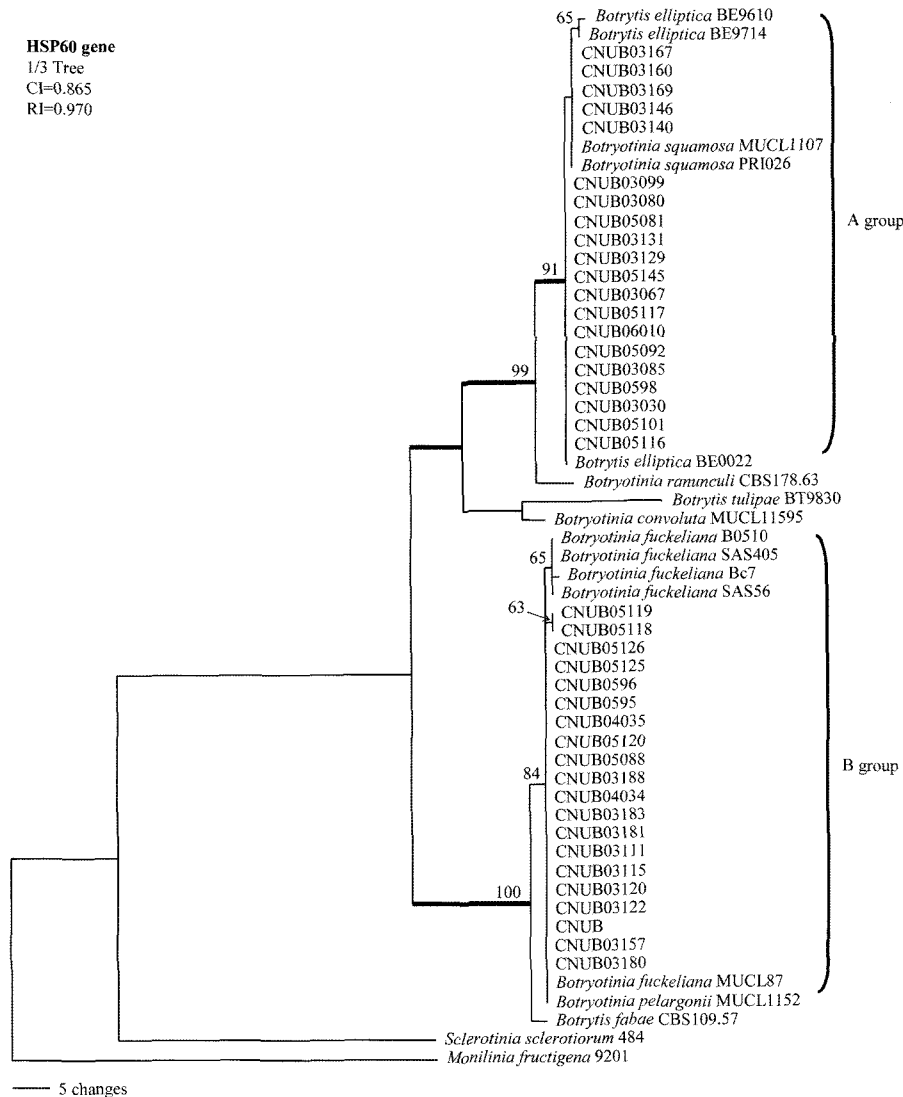 HSP60 gene
1/3 Tree
CI=0.865
RI=0.970
65
Botrytis elliptica BE9610
Botrytis elliptica BE9714
CNUB03167
CNUB03160
CNUB03169
CNUB03146
CNUB03140
Botryotinia squamosa MUCL1107
Botryotinia squamosa PRI026
CNUB03099
CNUB03080
CNUB05081
CNUB03131
CNUB03129
91
CNUB05145
CNUB03067
CNUB05117
CNUB06010
CNUB05092
99
CNUB03085
CNUB0598
CNUB03030
CNUB05101
CNUB05116
Botrytis elliptica BE0022
A group
Botryotinia ranunculi CBS178.63
Botrytis tulipae BT9830
Botryotinia convoluta MUCL11595
Botryotinia fuckeliana B0510
65
Botryotinia fuckeliana SAS405
Botryotinia fuckeliana Bc7
Botryotinia fuckeliana SAS56
63
CNUB05119
CNUB05118
CNUB05126
CNUB05125
CNUB0596
CNUB0595
CNUB04035
CNUB05120
CNUB05088
84
CNUB03188
CNUB04034
CNUB03183
CNUB03181
CNUB03111
CNUB03115
100
CNUB03120
CNUB03122
CNUB
CNUB03157
CNUB03180
Botryotinia fuckeliana MUCL87
Botryotinia pelargonii MUCL1152
B group
Botrytis fabae CBS109.57
Sclerotinia sclerotiorum 484
Monilinia fructigena 9201
5 changes